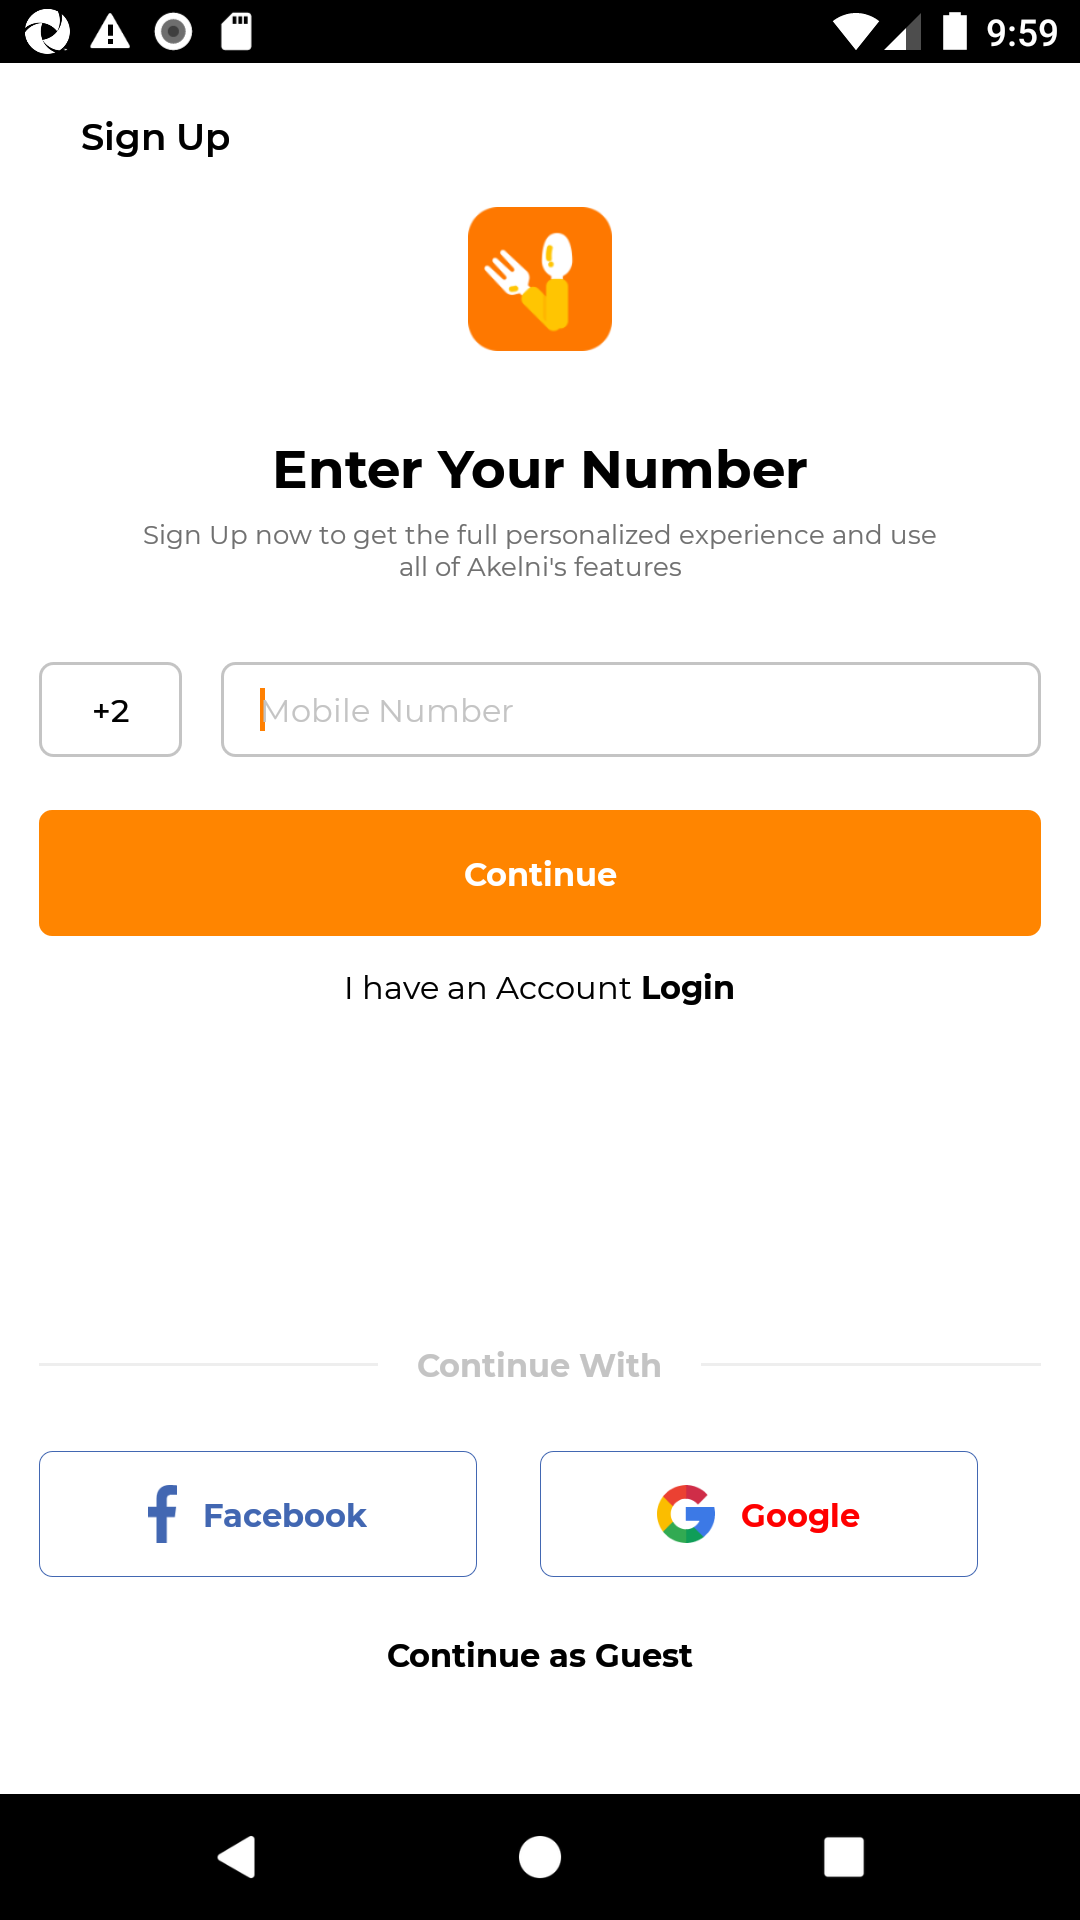 9:59
Sign Up
Enter Your Number
Sign Up now to get the full personalized experience and use
all of Akelni's features
+2
Mobile Number
Continue
I have an Account Login
Continue With
Facebook
Google
Continue as Guest